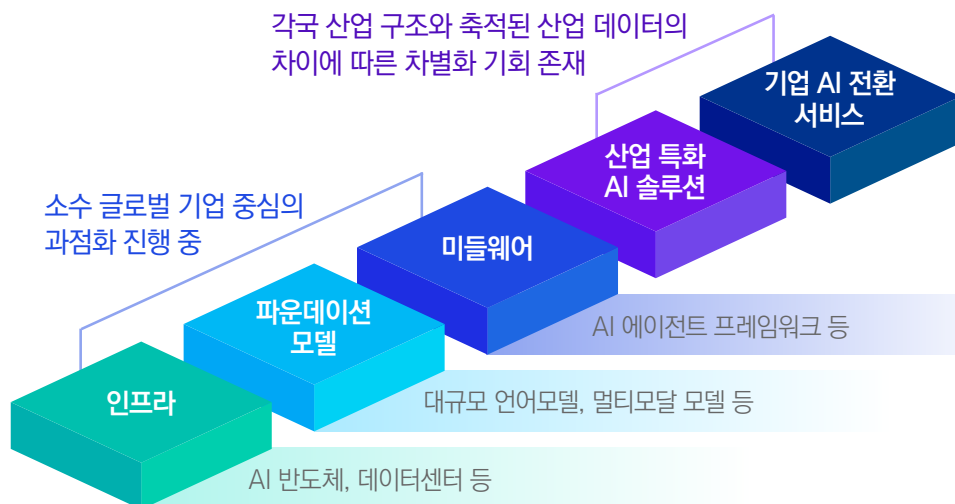 각국 산업 구조와 축적된 산업 데이터의
차이에 따른 차별화 기회 존재
기업 AI 전환
서비스
산업 특화
AI 솔루션
소수 글로벌 기업 중심의
과점화 진행 중
미들웨어
AI 에이전트 프레임워크 등
파운데이션
모델
대규모 언어모델, 멀티모달 모델 등
인프라
AI 반도체, 데이터센터 등